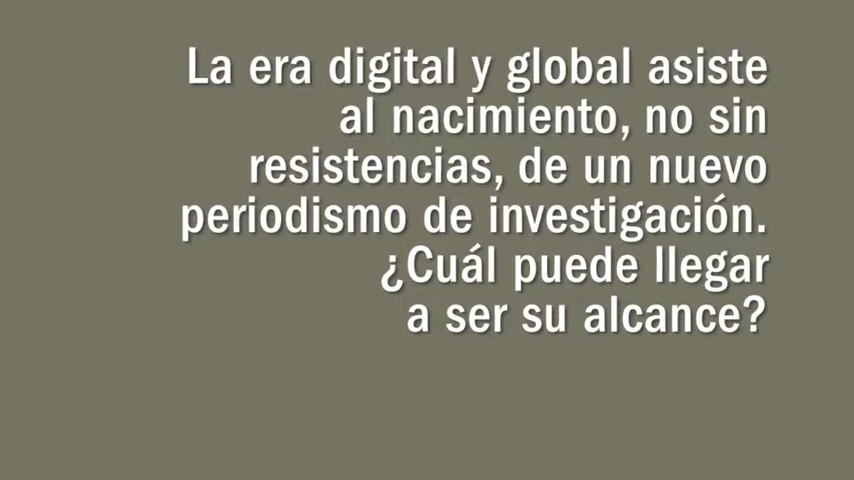 La era digital y global asiste
al nacimiento, no sin
resistencias, de un nuevo
periodismo de investigación.
¿Cuál puede llegar
a ser su alcance?